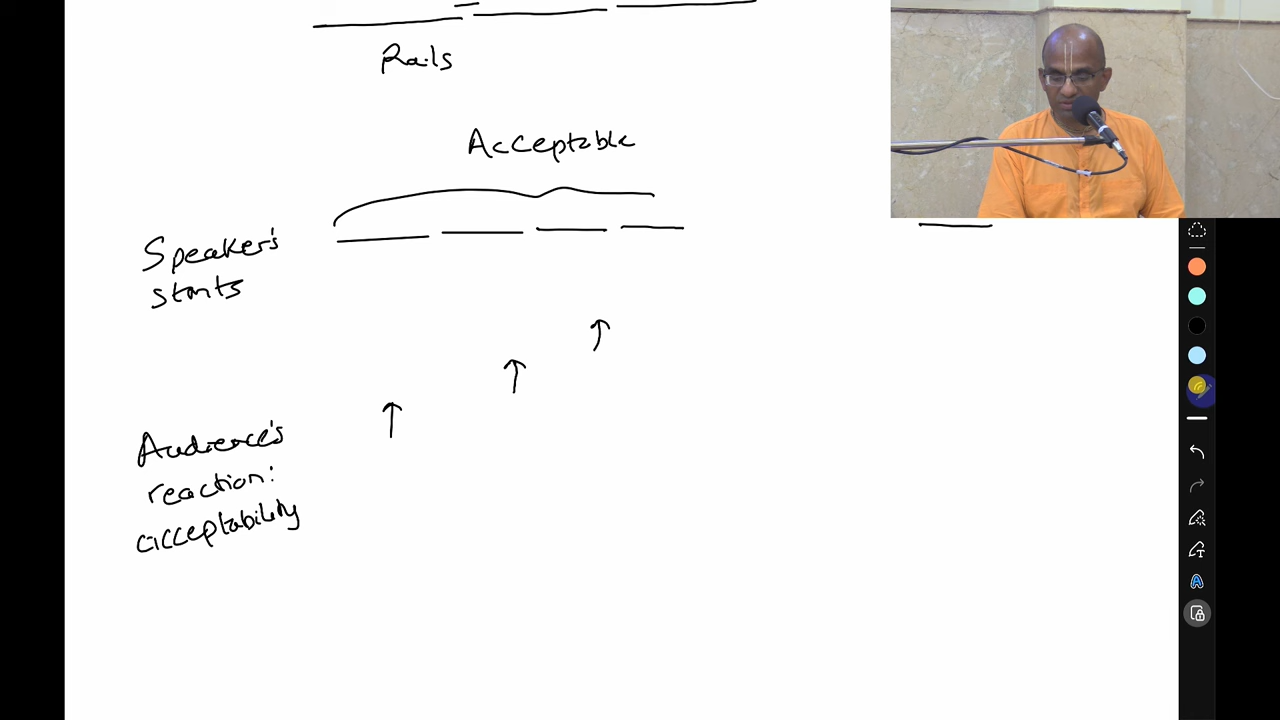 Rails
Acceptable
Speaker's
starts
Audience's
reaction:
acceptability